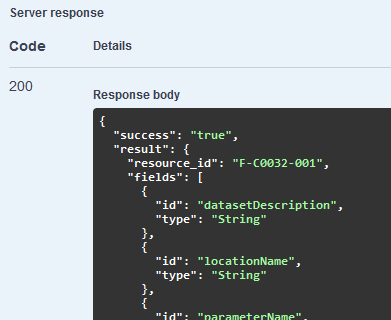 Server response
Code Details
200
Response body
{
  "success": "true",
  "result": {
    "resource_id": "F-C0032-001",
    "fields": [
      {
        "id": "datasetDescription",
        "type": "String"
      },
      {
        "id": "locationName",
        "type": "String"
      },
      {
        "id": "parameterName",